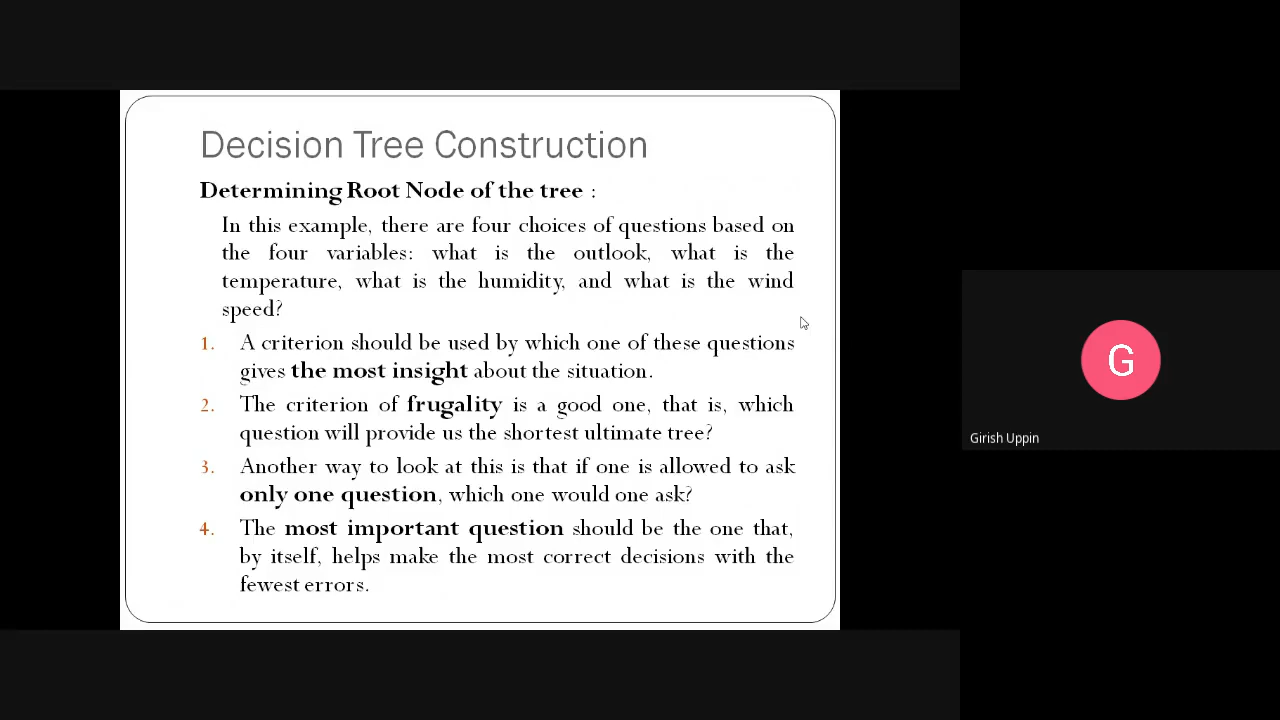 Decision Tree Construction
Determining Root Node of the tree :
In this example, there are four choices of questions based on
the four variables: what is the outlook, what is the
temperature, what is the humidity, and what is the wind
speed?
1. A criterion should be used by which one of these questions
gives the most insight about the situation.
2. The criterion of frugality is a good one, that is, which
question will provide us the shortest ultimate tree?
3. Another way to look at this is that if one is allowed to ask
only one question, which one would one ask?
4. The most important question should be the one that,
by itself, helps make the most correct decisions with the
fewest errors.
G
Girish Uppin